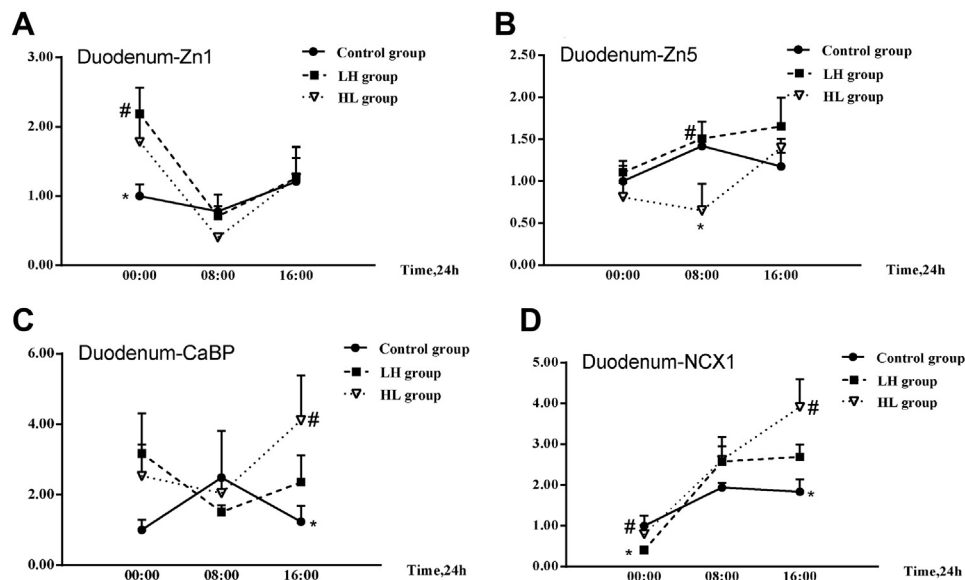 A
Duodenum-Zn1
Control group
LH group
HL group
3.00
2.00
1.00
0.00
#
*
00:00
08:00
16:00
Time,24h
B
Duodenum-Zn5
Control group
LH group
HL group
2.50
2.00
1.50
1.00
0.50
0.00
#
*
00:00
08:00
16:00
Time,24h
C
Duodenum-CaBP
Control group
LH group
HL group
6.00
4.00
2.00
0.00
#
*
00:00
08:00
16:00
Time,24h
D
Duodenum-NCX1
Control group
LH group
HL group
5.00
4.00
3.00
2.00
1.00
0.00
#
*
#
*
00:00
08:00
16:00
Time,24h